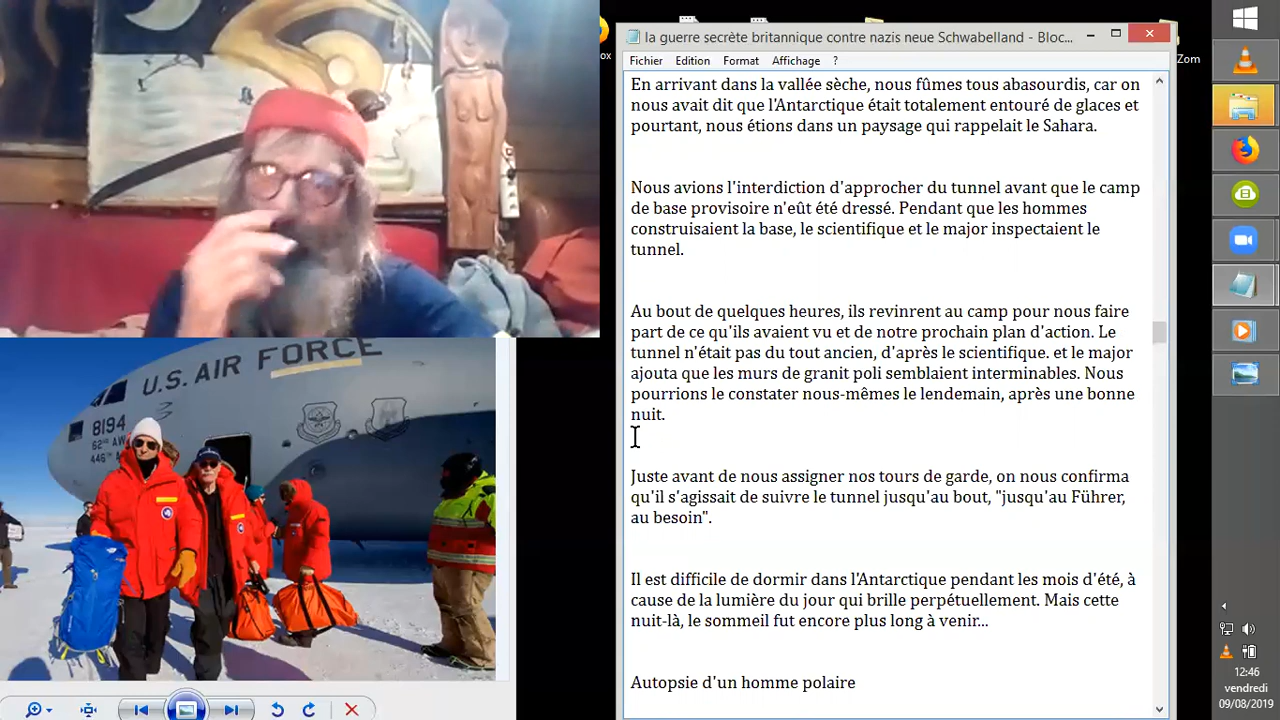 la guerre secrète britannique contre nazis neue Schwabelland - Bloc...
Fichier Edition Format Affichage ?
En arrivant dans la vallée sèche, nous fûmes tous abasourdis, car on
nous avait dit que l'Antarctique était totalement entouré de glaces et
pourtant, nous étions dans un paysage qui rappelait le Sahara.
Nous avions l'interdiction d'approcher du tunnel avant que le camp
de base provisoire n'eût été dressé. Pendant que les hommes
construisaient la base, le scientifique et le major inspectaient le
tunnel.
Au bout de quelques heures, ils revinrent au camp pour nous faire
part de ce qu'ils avaient vu et de notre prochain plan d'action. Le
tunnel n'était pas du tout ancien, d'après le scientifique. et le major
ajouta que les murs de granit poli semblaient interminables. Nous
pourrions le constater nous-mêmes le lendemain, après une bonne
nuit.
Juste avant de nous assigner nos tours de garde, on nous confirma
qu'il s'agissait de suivre le tunnel jusqu'au bout, "jusqu'au Führer,
au besoin".
Il est difficile de dormir dans l'Antarctique pendant les mois d'été, à
cause de la lumière du jour qui brille perpétuellement. Mais cette
nuit-là, le sommeil fut encore plus long à venir...
Autopsie d'un homme polaire
U.S. AIR FORCE
8194
62ᴰ AW
446
ox
Zom
12:46
vendredi
09/08/2019